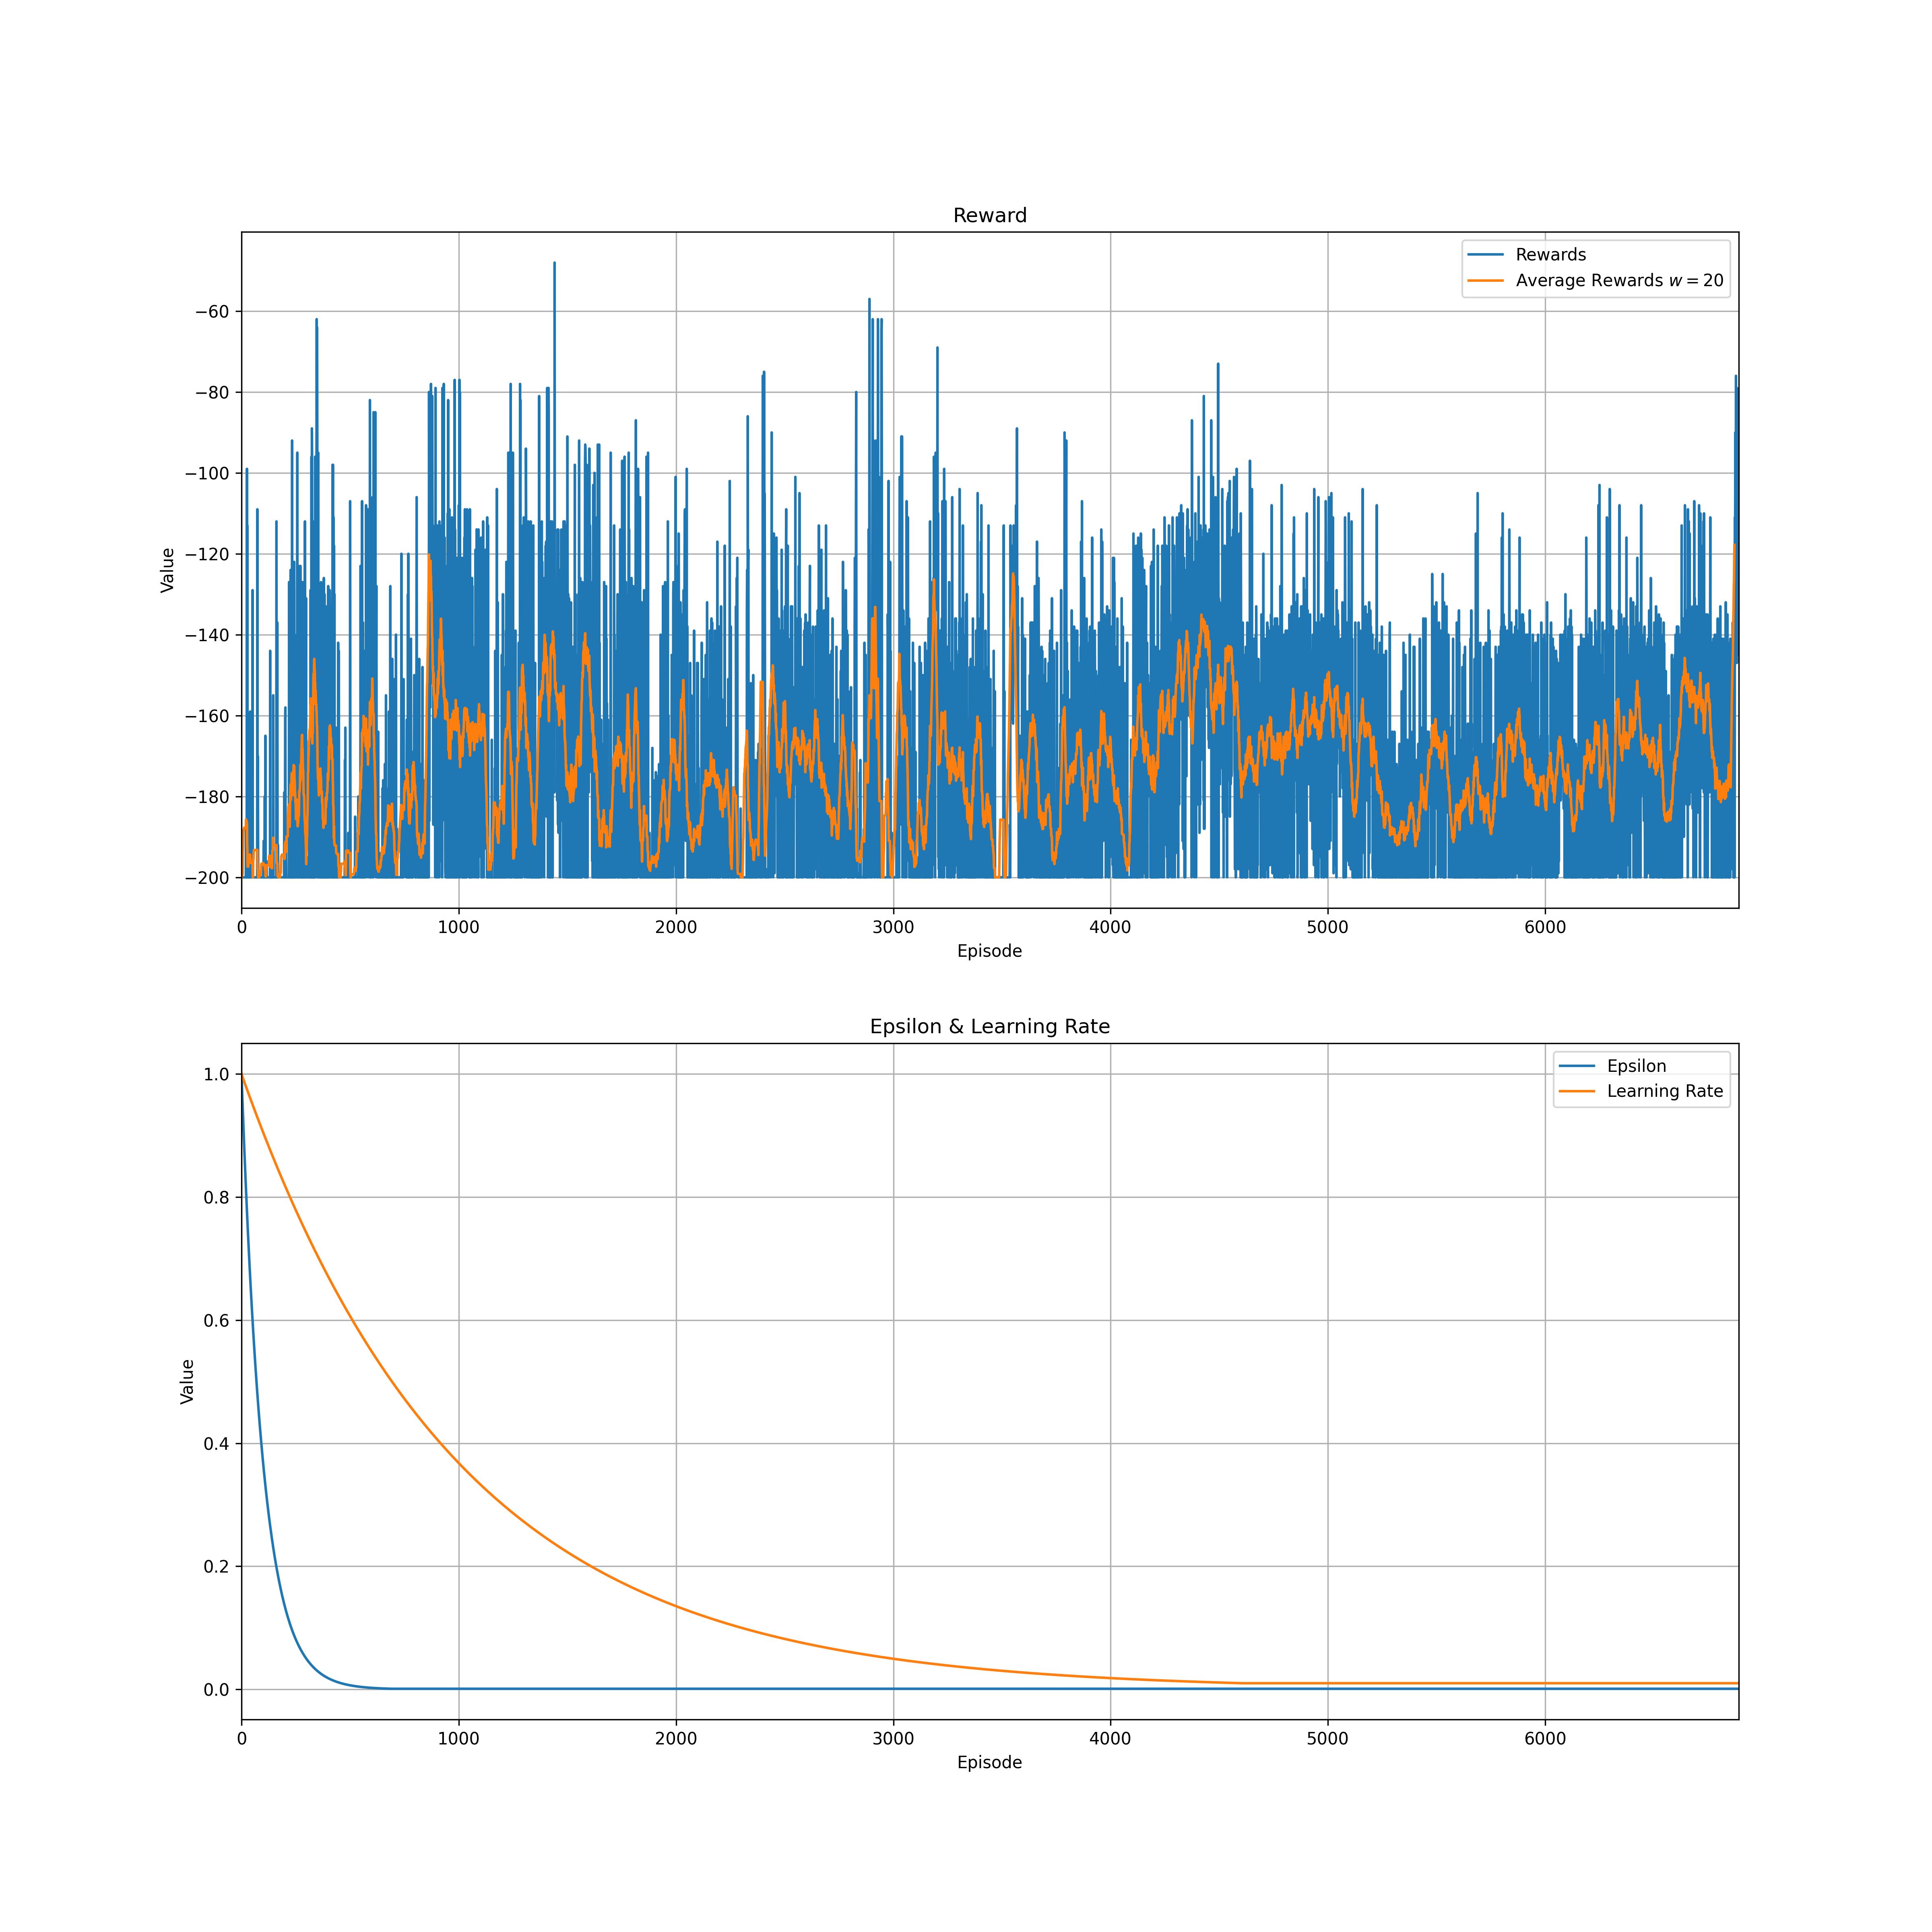 Reward
Rewards
Average Rewards w = 20
−60
−80
−100
−120
−140
−160
−180
−200
Value
0 1000 2000 3000 4000 5000 6000
Episode
Epsilon & Learning Rate
Epsilon
Learning Rate
1.0
0.8
0.6
0.4
0.2
0.0
Value
0 1000 2000 3000 4000 5000 6000
Episode